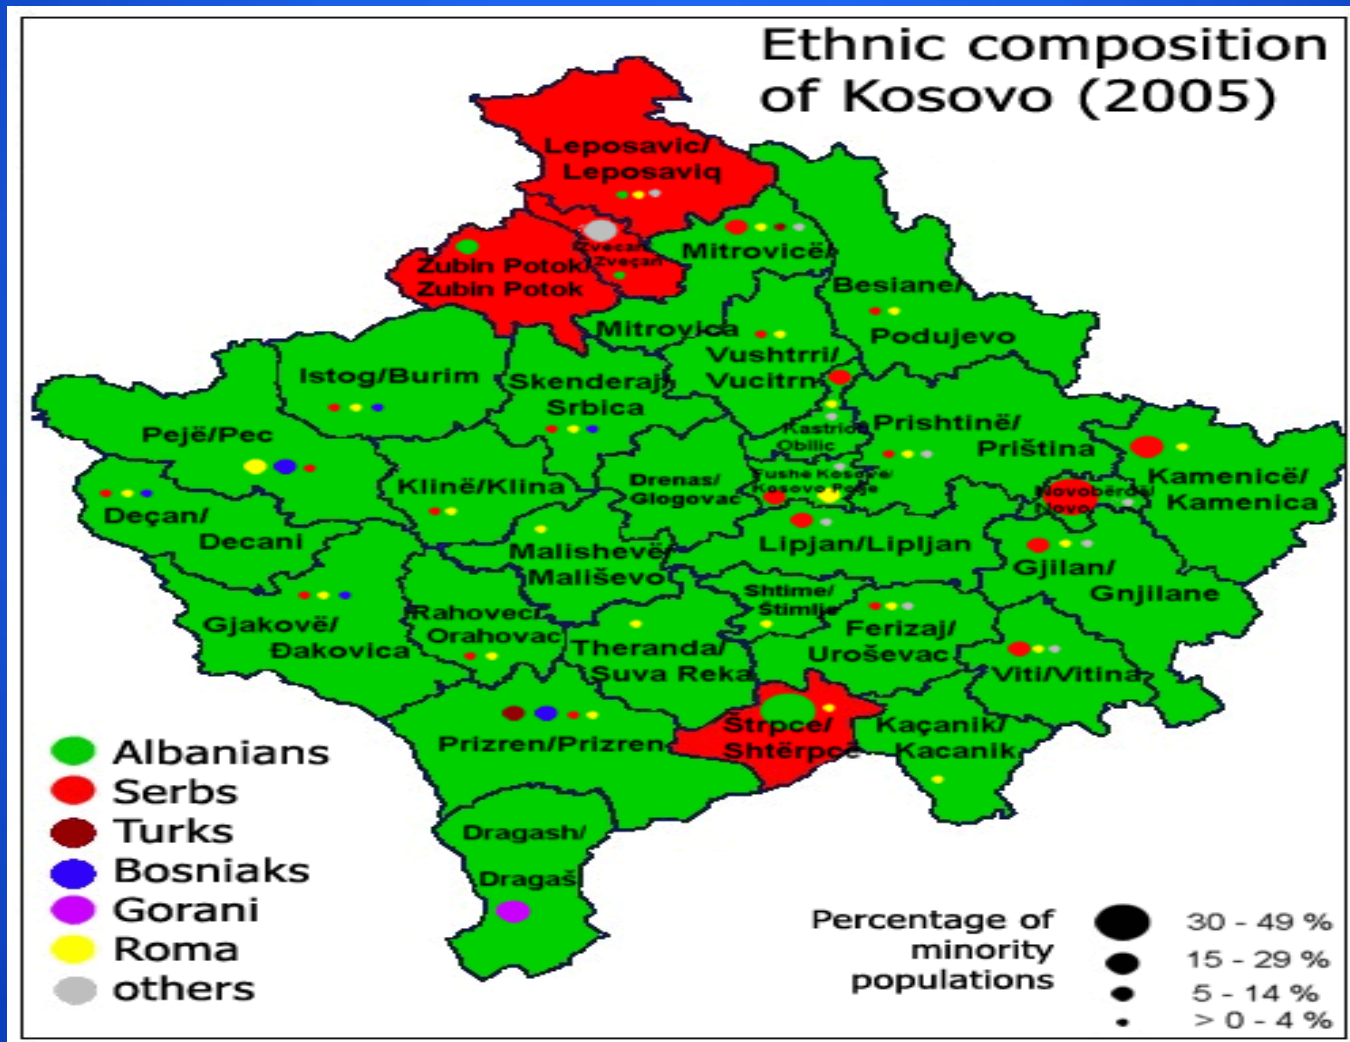 Ethnic composition
of Kosovo (2005)
Leposavic/
Leposaviq
Zvecan/
Zveçan
Zubin Potok/
Zubin Potok
Mitrovicë/
Mitrovica
Besiane/
Podujevo
Vushtrri/
Vucitrn
Istog/Burim
Skenderaj/
Srbica
Pejë/Pec
Kastriot
Obilic
Prishtinë/
Priština
Kamenicë/
Kamenica
Klinë/Klina
Drenas/
Glogovac
Fushe Kosove/
Kosovo Polje
Novobërdë/
Novo
Deçan/
Decani
Malishevë/
Mališevo
Lipjan/Lipljan
Gjilan/
Gnjilane
Gjakovë/
Đakovica
Rahovec/
Orahovac
Theranda/
Suva Reka
Shtime/
Štimlje
Ferizaj/
Uroševac
Viti/Vitina
Prizren/Prizren
Štrpce/
Shtërpcë
Kaçanik/
Kacanik
Dragash/
Dragaš
Albanians
Serbs
Turks
Bosniaks
Gorani
Roma
others
Percentage of
minority
populations
30 - 49 %
15 - 29 %
5 - 14 %
> 0 - 4 %